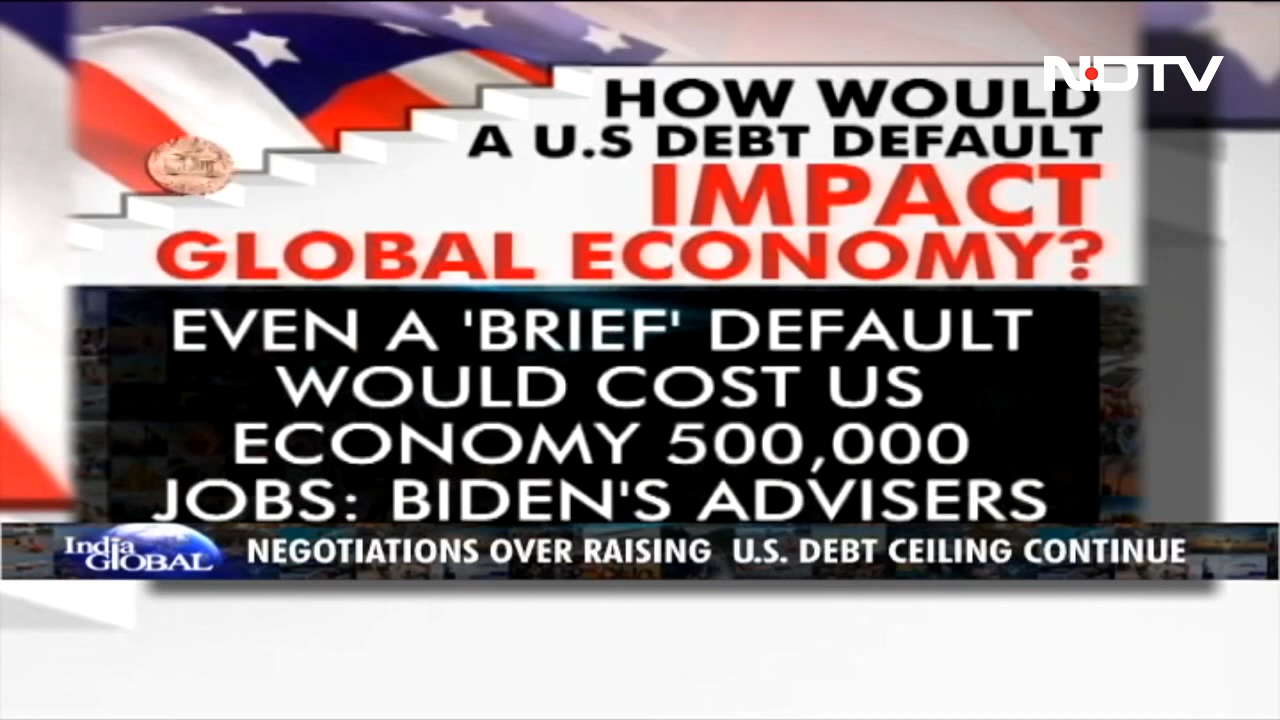 NDTV
HOW WOULD
A U.S DEBT DEFAULT
IMPACT
GLOBAL ECONOMY?
EVEN A 'BRIEF' DEFAULT
WOULD COST US
ECONOMY 500,000
JOBS: BIDEN'S ADVISERS
India
GLOBAL
NEGOTIATIONS OVER RAISING U.S. DEBT CEILING CONTINUE